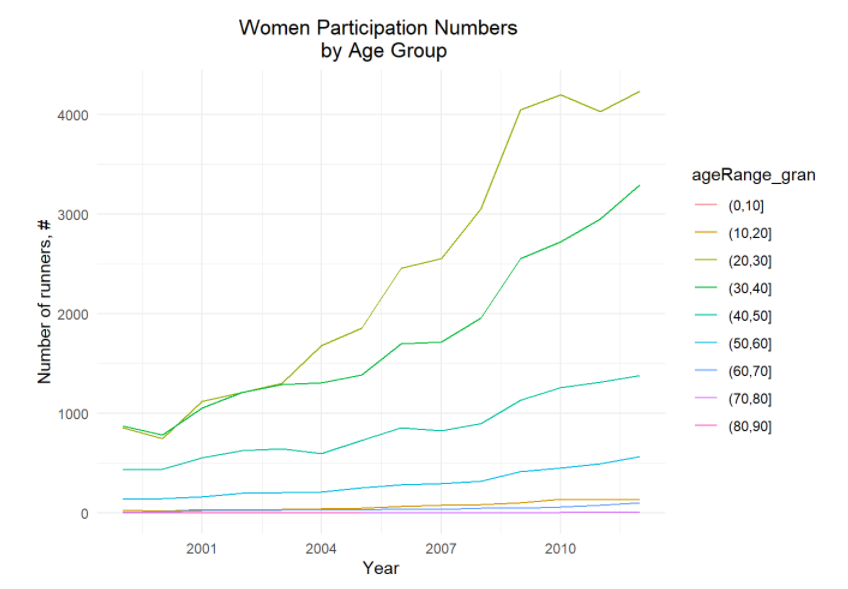 Women Participation Numbers
by Age Group
Number of runners, #
4000
3000
2000
1000
0
2001 2004 2007 2010
Year
ageRange_gran
(0,10]
(10,20]
(20,30]
(30,40]
(40,50]
(50,60]
(60,70]
(70,80]
(80,90]